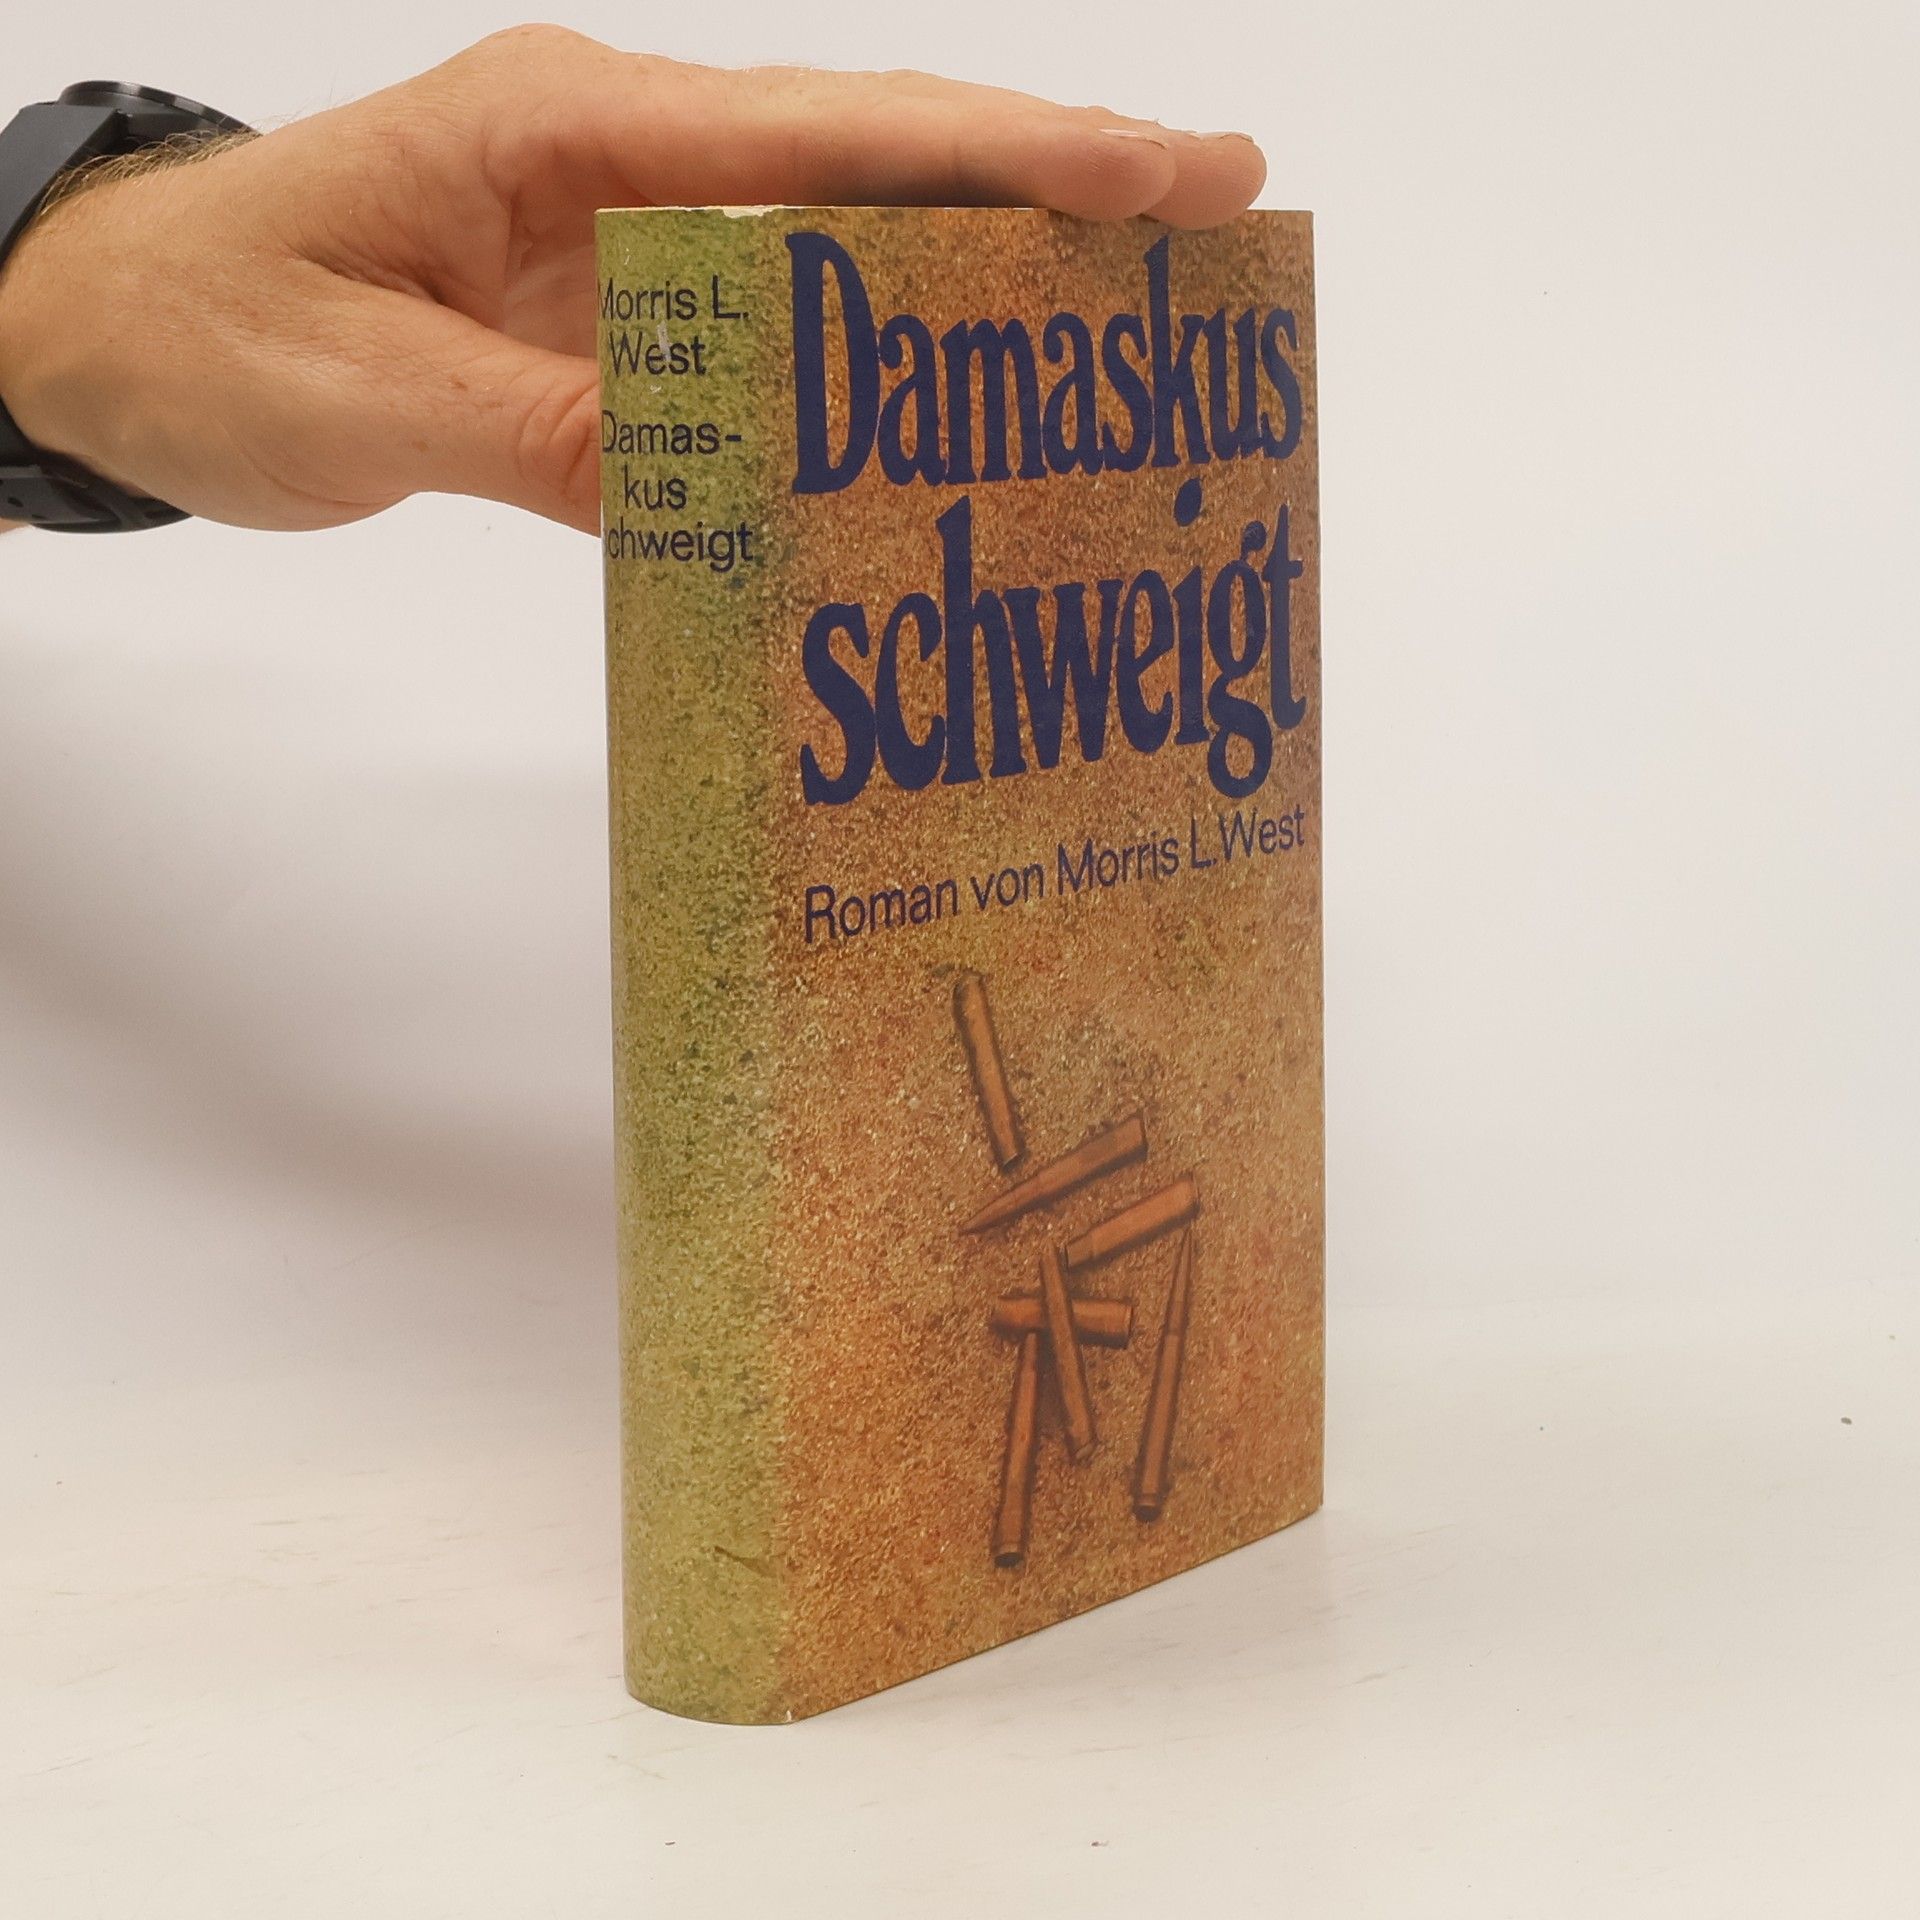 Morris L.
West
Damas-
kus
schweigt
Damaskus
schweigt
Roman von Morris L. West